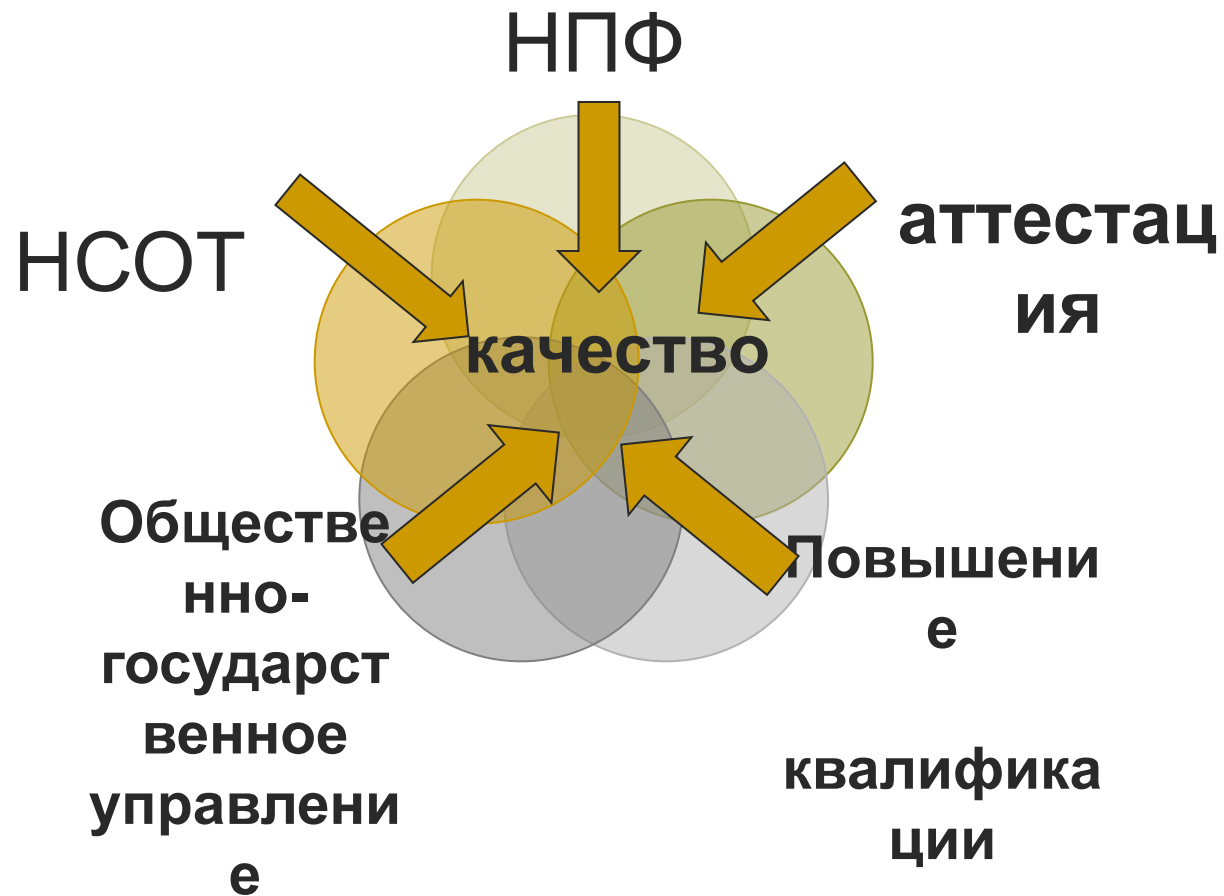 НПФ
НСОТ
аттестац
ия
качество
Обществе
нно-
государст
венное
управлени
е
Повышени
е
квалифика
ции